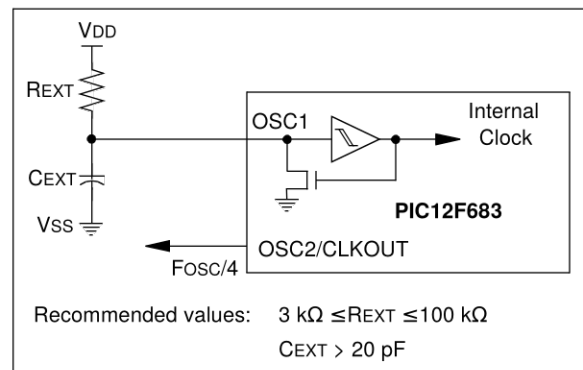 VDD
REXT
OSC1
Internal
Clock
CEXT
PIC12F683
VSS
OSC2/CLKOUT
FOSC/4
Recommended values: 3 kΩ ≤REXT ≤100 kΩ
CEXT > 20 pF